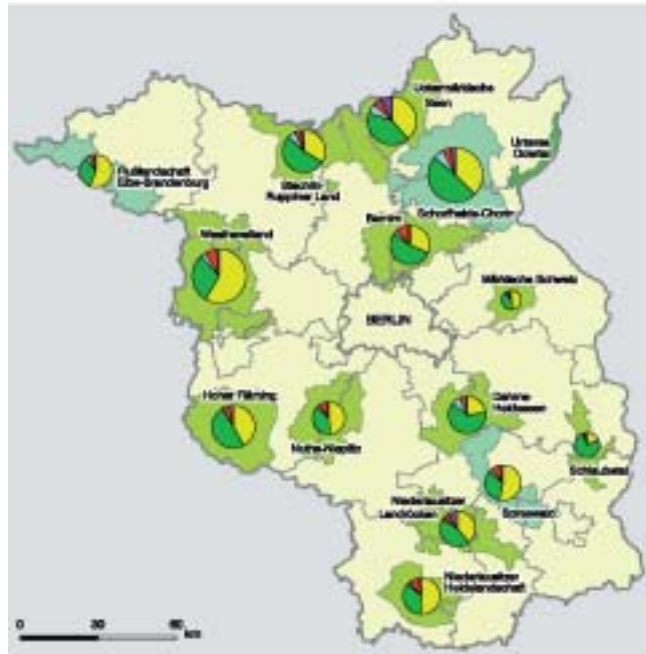 Uckermärkische
Seen
Unteres
Odertal
Flußlandschaft
Elbe-Brandenburg
Stechlin-
Ruppiner Land
Schorfheide-Chorin
Westhavelland
Barnim
Märkische Schweiz
BERLIN
Hoher Fläming
Nuthe-Nieplitz
Dahme-
Heideseen
Schlaubetal
Niederlausitzer
Landrücken
Spreewald
Niederlausitzer
Heidelandschaft
0 30 60
km